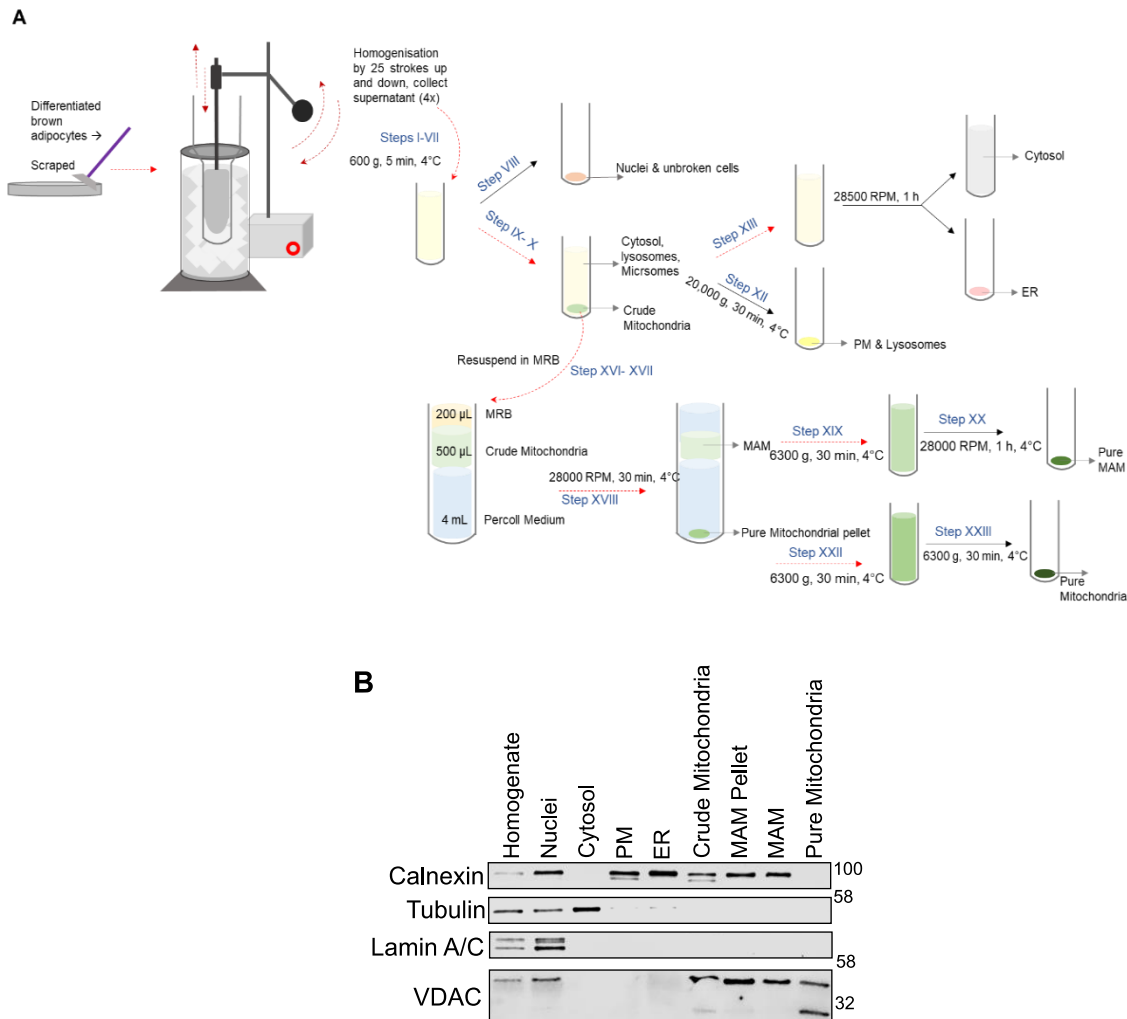 A
Differentiated
brown
adipocytes →
Scraped
Homogenisation
by 25 strokes up
and down, collect
supernatant (4x)
Steps I-VII
600 g, 5 min, 4°C
Step VIII
Nuclei & unbroken cells
Step IX- X
Cytosol,
lysosomes,
Micrsomes
Crude
Mitochondria
Step XIII
Step XII
20,000 g, 30 min, 4°C
28500 RPM, 1 h
Cytosol
ER
PM & Lysosomes
Resuspend in MRB
Step XVI- XVII
200 µL
MRB
500 µL
Crude Mitochondria
4 mL
Percoll Medium
28000 RPM, 30 min, 4°C
Step XVIII
MAM
Pure Mitochondrial pellet
Step XIX
6300 g, 30 min, 4°C
Step XX
28000 RPM, 1 h, 4°C
Pure
MAM
Step XXII
6300 g, 30 min, 4°C
Step XXIII
6300 g, 30 min, 4°C
Pure
Mitochondria
B
Homogenate
Nuclei
Cytosol
PM
ER
Crude Mitochondria
MAM Pellet
MAM
Pure Mitochondria
Calnexin
100
58
Tubulin
Lamin A/C
58
VDAC
32